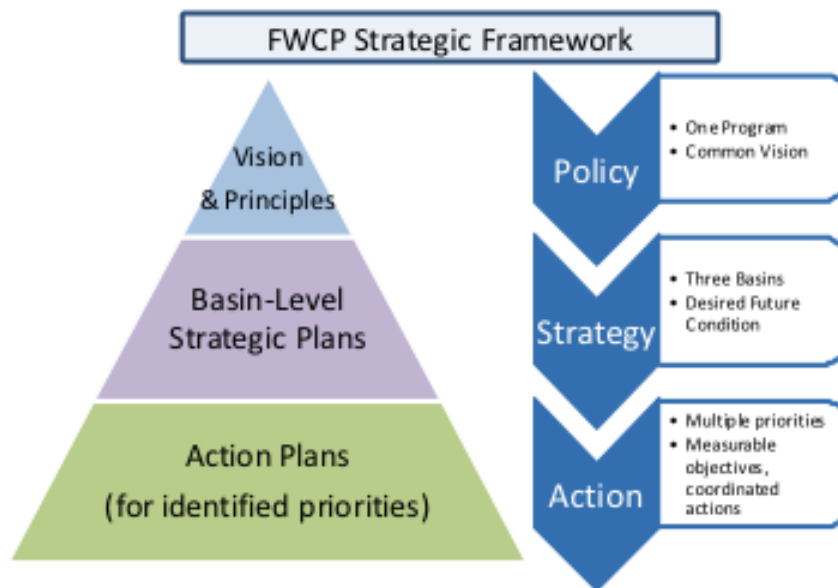 FWCP Strategic Framework
Vision
& Principles
Basin-Level
Strategic Plans
Action Plans
(for identified priorities)
Policy
• One Program
• Common Vision
Strategy
• Three Basins
• Desired Future
Condition
Action
• Multiple priorities
• Measurable
objectives,
coordinated
actions